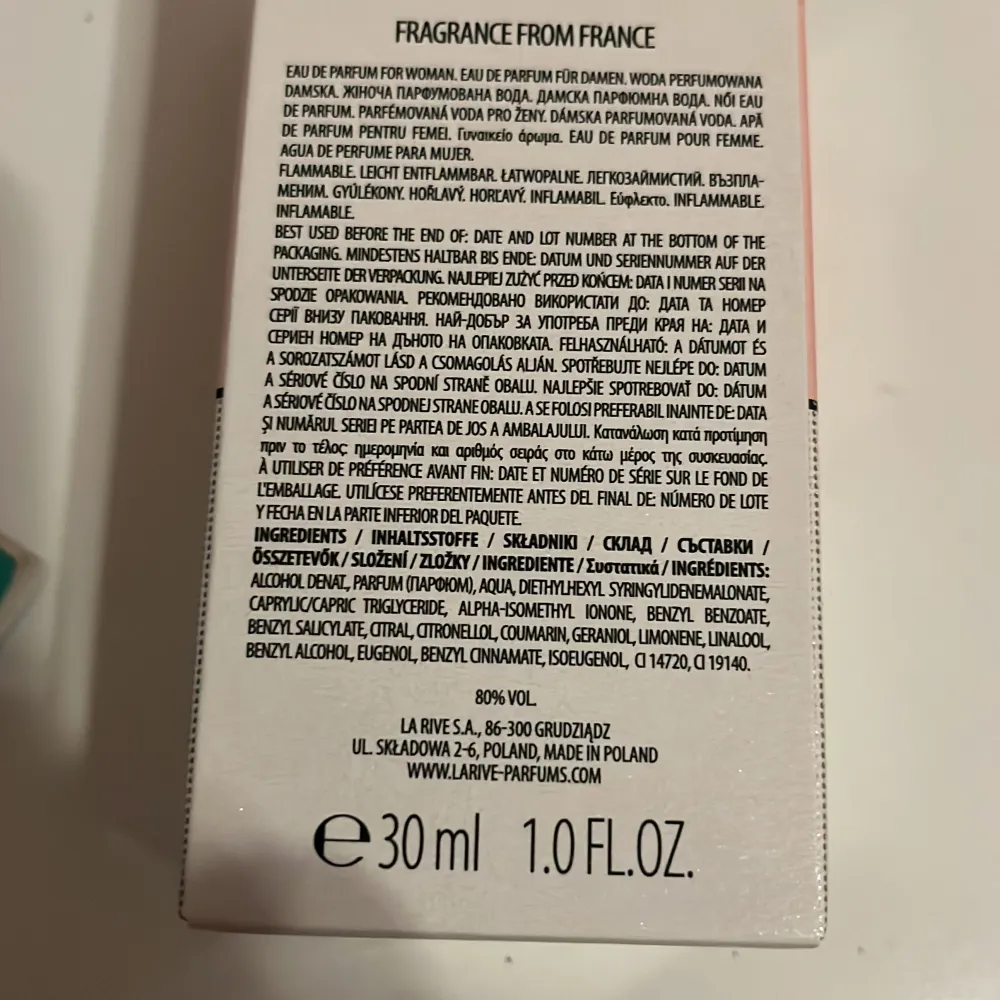 FRAGRANCE FROM FRANCE
EAU DE PARFUM FOR WOMAN. EAU DE PARFUM FÜR DAMEN. WODA PERFUMOWANA
DAMSKA. ЖІНОЧА ПАРФУМОВАНА ВОДА. ДАМСКА ПАРФЮМНА ВОДА. NŐI EAU
DE PARFUM. PARFÉMOVANÁ VODA PRO ŽENY. DÁMSKA PARFUMOVANÁ VODA. APĂ
DE PARFUM PENTRU FEMEI. Γυναικείο άρωμα. EAU DE PARFUM POUR FEMME.
AGUA DE PERFUME PARA MUJER.
FLAMMABLE. LEICHT ENTFLAMMBAR. ŁATWOPALNE. ЛЕГКОЗАЙМИСТИЙ. ВЪЗПЛА-
МЕНИМ. GYÚLÉKONY. HOŘLAVÝ. HORĽAVÝ. INFLAMABIL. Εύφλεκτο. INFLAMMABLE.
INFLAMABLE.
BEST USED BEFORE THE END OF: DATE AND LOT NUMBER AT THE BOTTOM OF THE
PACKAGING. MINDESTENS HALTBAR BIS ENDE: DATUM UND SERIENNUMMER AUF DER
UNTERSEITE DER VERPACKUNG. NAJLEPIEJ ZUŻYĆ PRZED KOŃCEM: DATA I NUMER SERII NA
SPODZIE OPAKOWANIA. РЕКОМЕНДОВАНО ВИКОРИСТАТИ ДО: ДАТА ТА НОМЕР
СЕРІЇ ВНИЗУ ПАКОВАННЯ. НАЙ-ДОБЪР ЗА УПОТРЕБА ПРЕДИ КРАЯ НА: ДАТА И
СЕРИЕН НОМЕР НА ДЪНОТО НА ОПАКОВКАТА. FELHASZNÁLHATÓ: A DÁTUMOT ÉS
A SOROZATSZÁMOT LÁSD A CSOMAGOLÁS ALJÁN. SPOTŘEBUJTE NEJLÉPE DO: DATUM
A SÉRIOVÉ ČÍSLO NA SPODNÍ STRANĚ OBALU. NAJLEPŠIE SPOTREBOVAŤ DO: DÁTUM
A SÉRIOVÉ ČÍSLO NA SPODNEJ STRANE OBALU. A SE FOLOSI PREFERABIL INAINTE DE: DATA
ŞI NUMĂRUL SERIEI PE PARTEA DE JOS A AMBALAJULUI. Κατανάλωση κατά προτίμηση
πριν το τέλος: ημερομηνία και αριθμός σειράς στο κάτω μέρος της συσκευασίας.
À UTILISER DE PRÉFÉRENCE AVANT FIN: DATE ET NUMÉRO DE SÉRIE SUR LE FOND DE
L'EMBALLAGE. UTILÍCESE PREFERENTEMENTE ANTES DEL FINAL DE: NÚMERO DE LOTE
Y FECHA EN LA PARTE INFERIOR DEL PAQUETE.
INGREDIENTS / INHALTSSTOFFE / SKŁADNIKI / СКЛАД / СЪСТАВКИ /
ÖSSZETEVŐK / SLOŽENÍ / ZLOŽKY / INGREDIENTE / Συστατικά / INGRÉDIENTS:
ALCOHOL DENAT., PARFUM (ПАРФЮМ), AQUA, DIETHYLHEXYL SYRINGYLIDENEMALONATE,
CAPRYLIC/CAPRIC TRIGLYCERIDE, ALPHA-ISOMETHYL IONONE, BENZYL BENZOATE,
BENZYL SALICYLATE, CITRAL, CITRONELLOL, COUMARIN, GERANIOL, LIMONENE, LINALOOL,
BENZYL ALCOHOL, EUGENOL, BENZYL CINNAMATE, ISOEUGENOL, CI 14720, CI 19140.
80% VOL.
LA RIVE S.A., 86-300 GRUDZIĄDZ
UL. SKŁADOWA 2-6, POLAND, MADE IN POLAND
WWW.LARIVE-PARFUMS.COM
℮ 30 ml 1.0 FL.OZ.